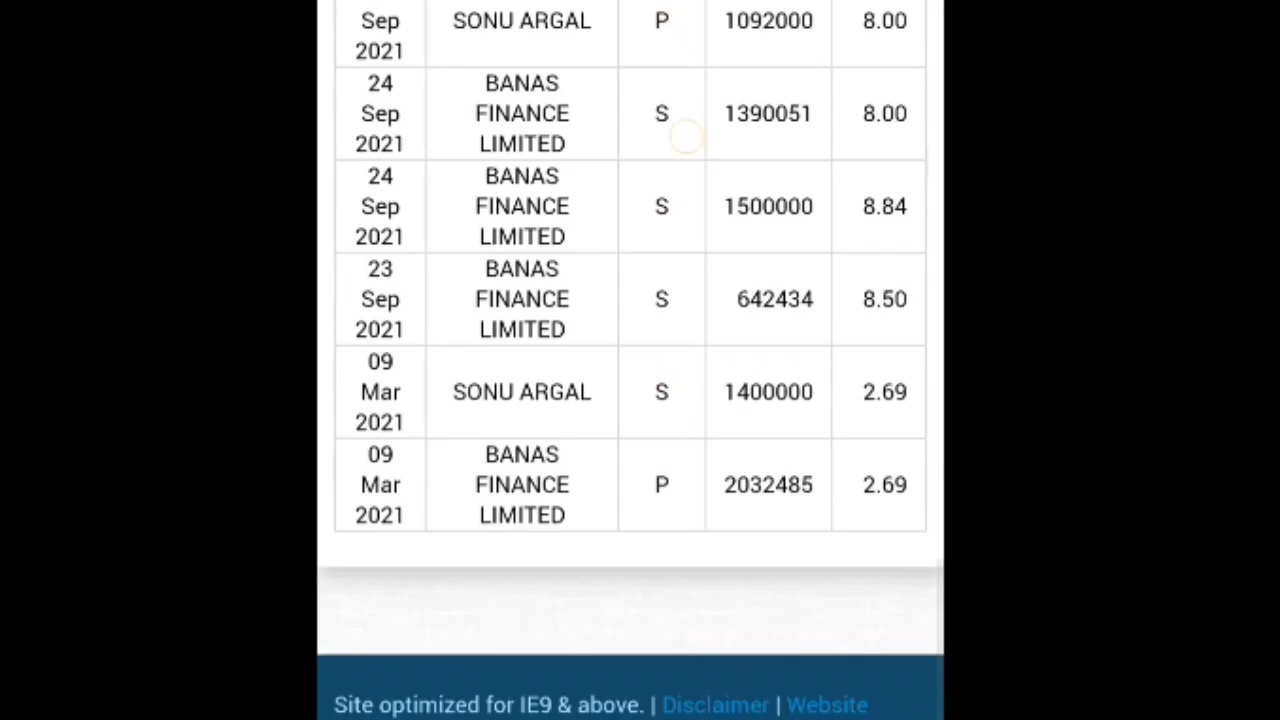 Sep
2021
SONU ARGAL
P
1092000
8.00
24
Sep
2021
BANAS
FINANCE
LIMITED
S
1390051
8.00
24
Sep
2021
BANAS
FINANCE
LIMITED
S
1500000
8.84
23
Sep
2021
BANAS
FINANCE
LIMITED
S
642434
8.50
09
Mar
2021
SONU ARGAL
S
1400000
2.69
09
Mar
2021
BANAS
FINANCE
LIMITED
P
2032485
2.69
Site optimized for IE9 & above. | Disclaimer | Website